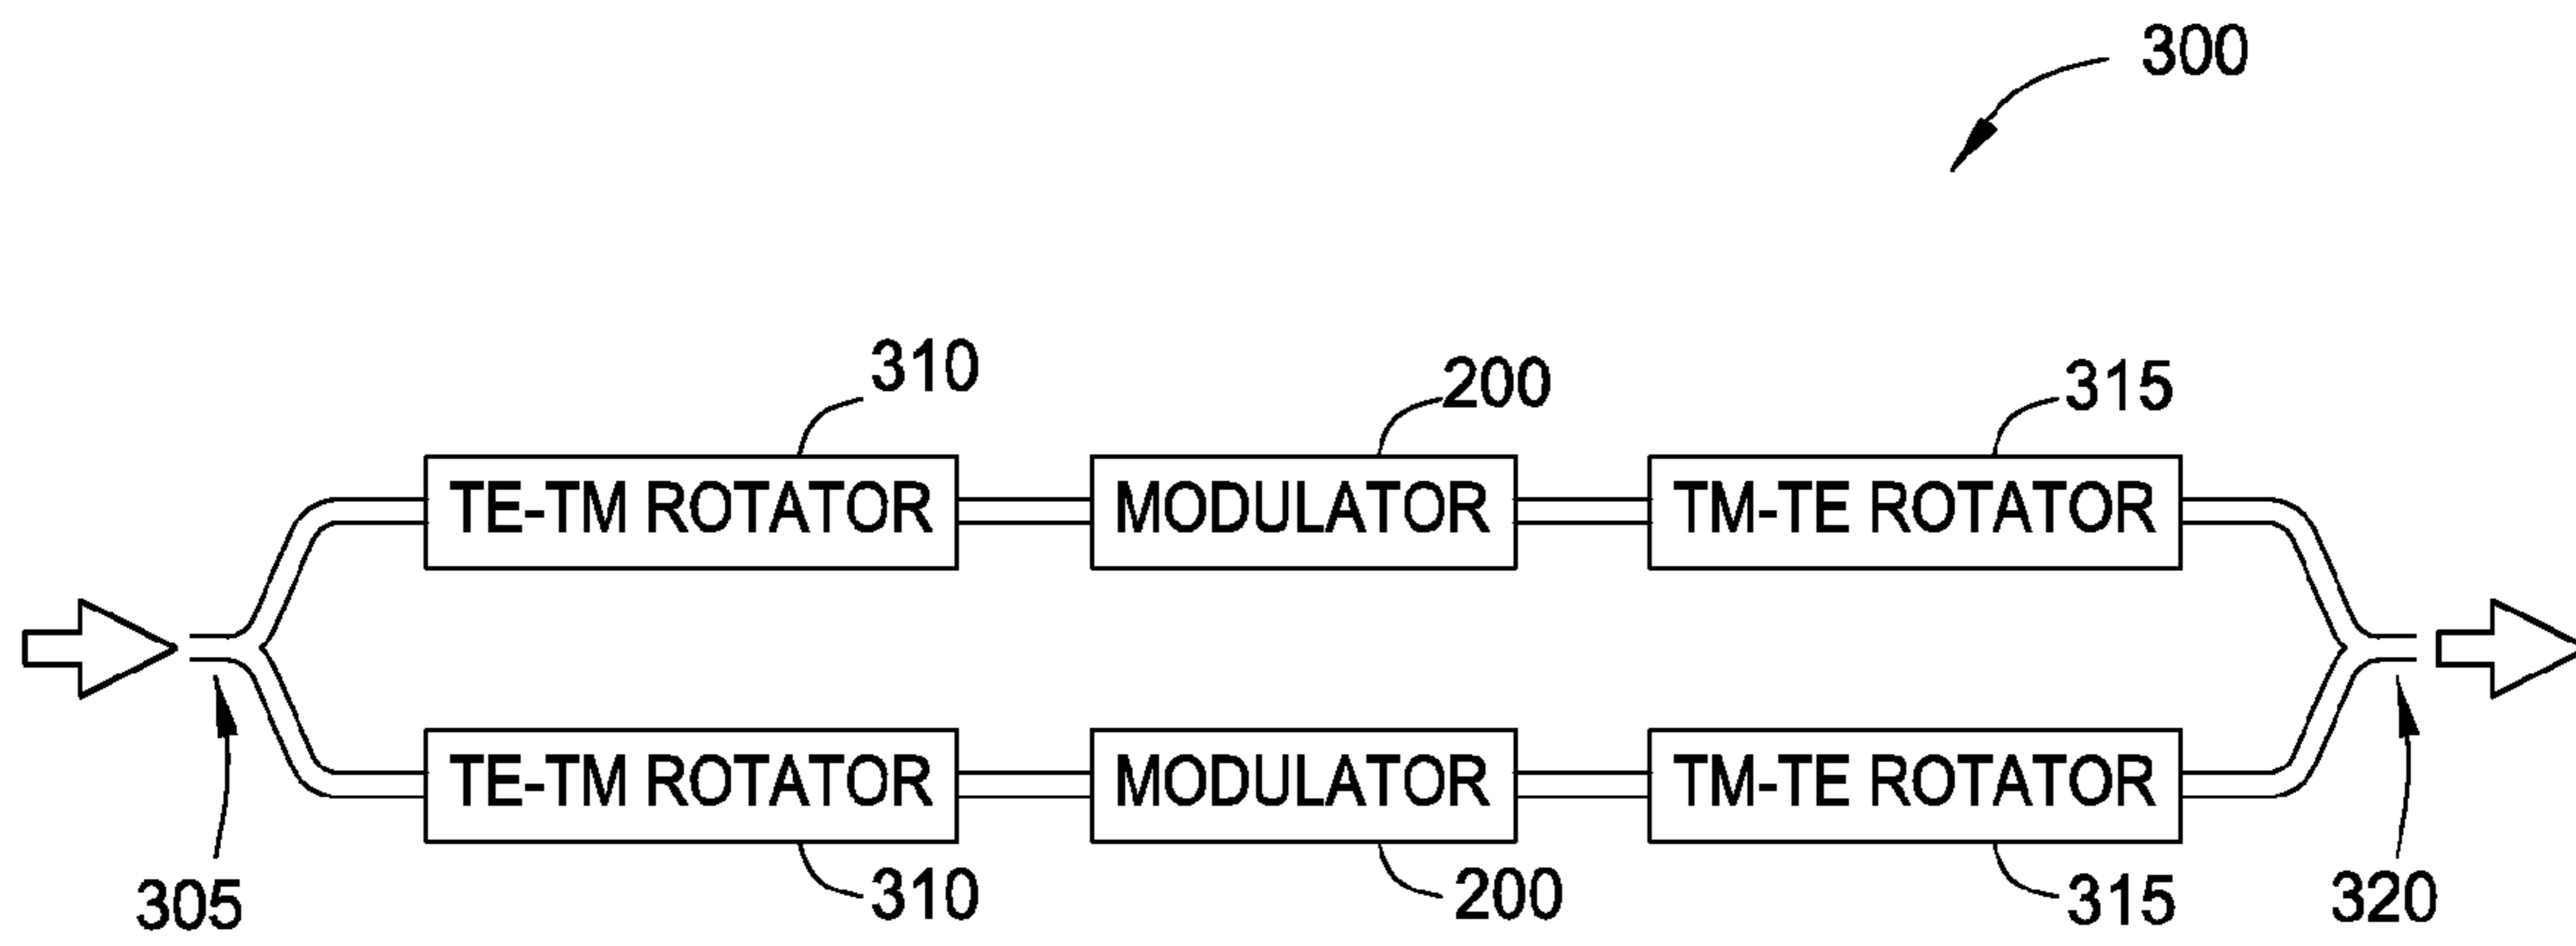 300
310 200 315
TE-TM ROTATOR MODULATOR TM-TE ROTATOR
TE-TM ROTATOR MODULATOR TM-TE ROTATOR
305 310 200 315 320